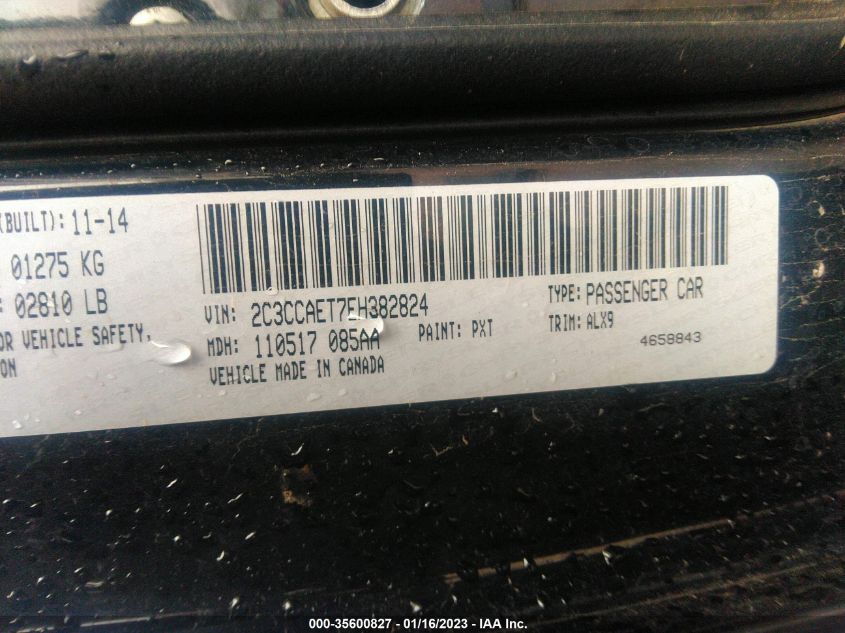 (BUILT): 11-14
01275 KG
02810 LB
OR VEHICLE SAFETY,
ON
VIN: 2C3CCAET7EH382824
TYPE: PASSENGER CAR
MDH: 110517 085AA
PAINT: PXT
TRIM: ALX9
VEHICLE MADE IN CANADA
4658843
000-35600827 - 01/16/2023 - IAA Inc.